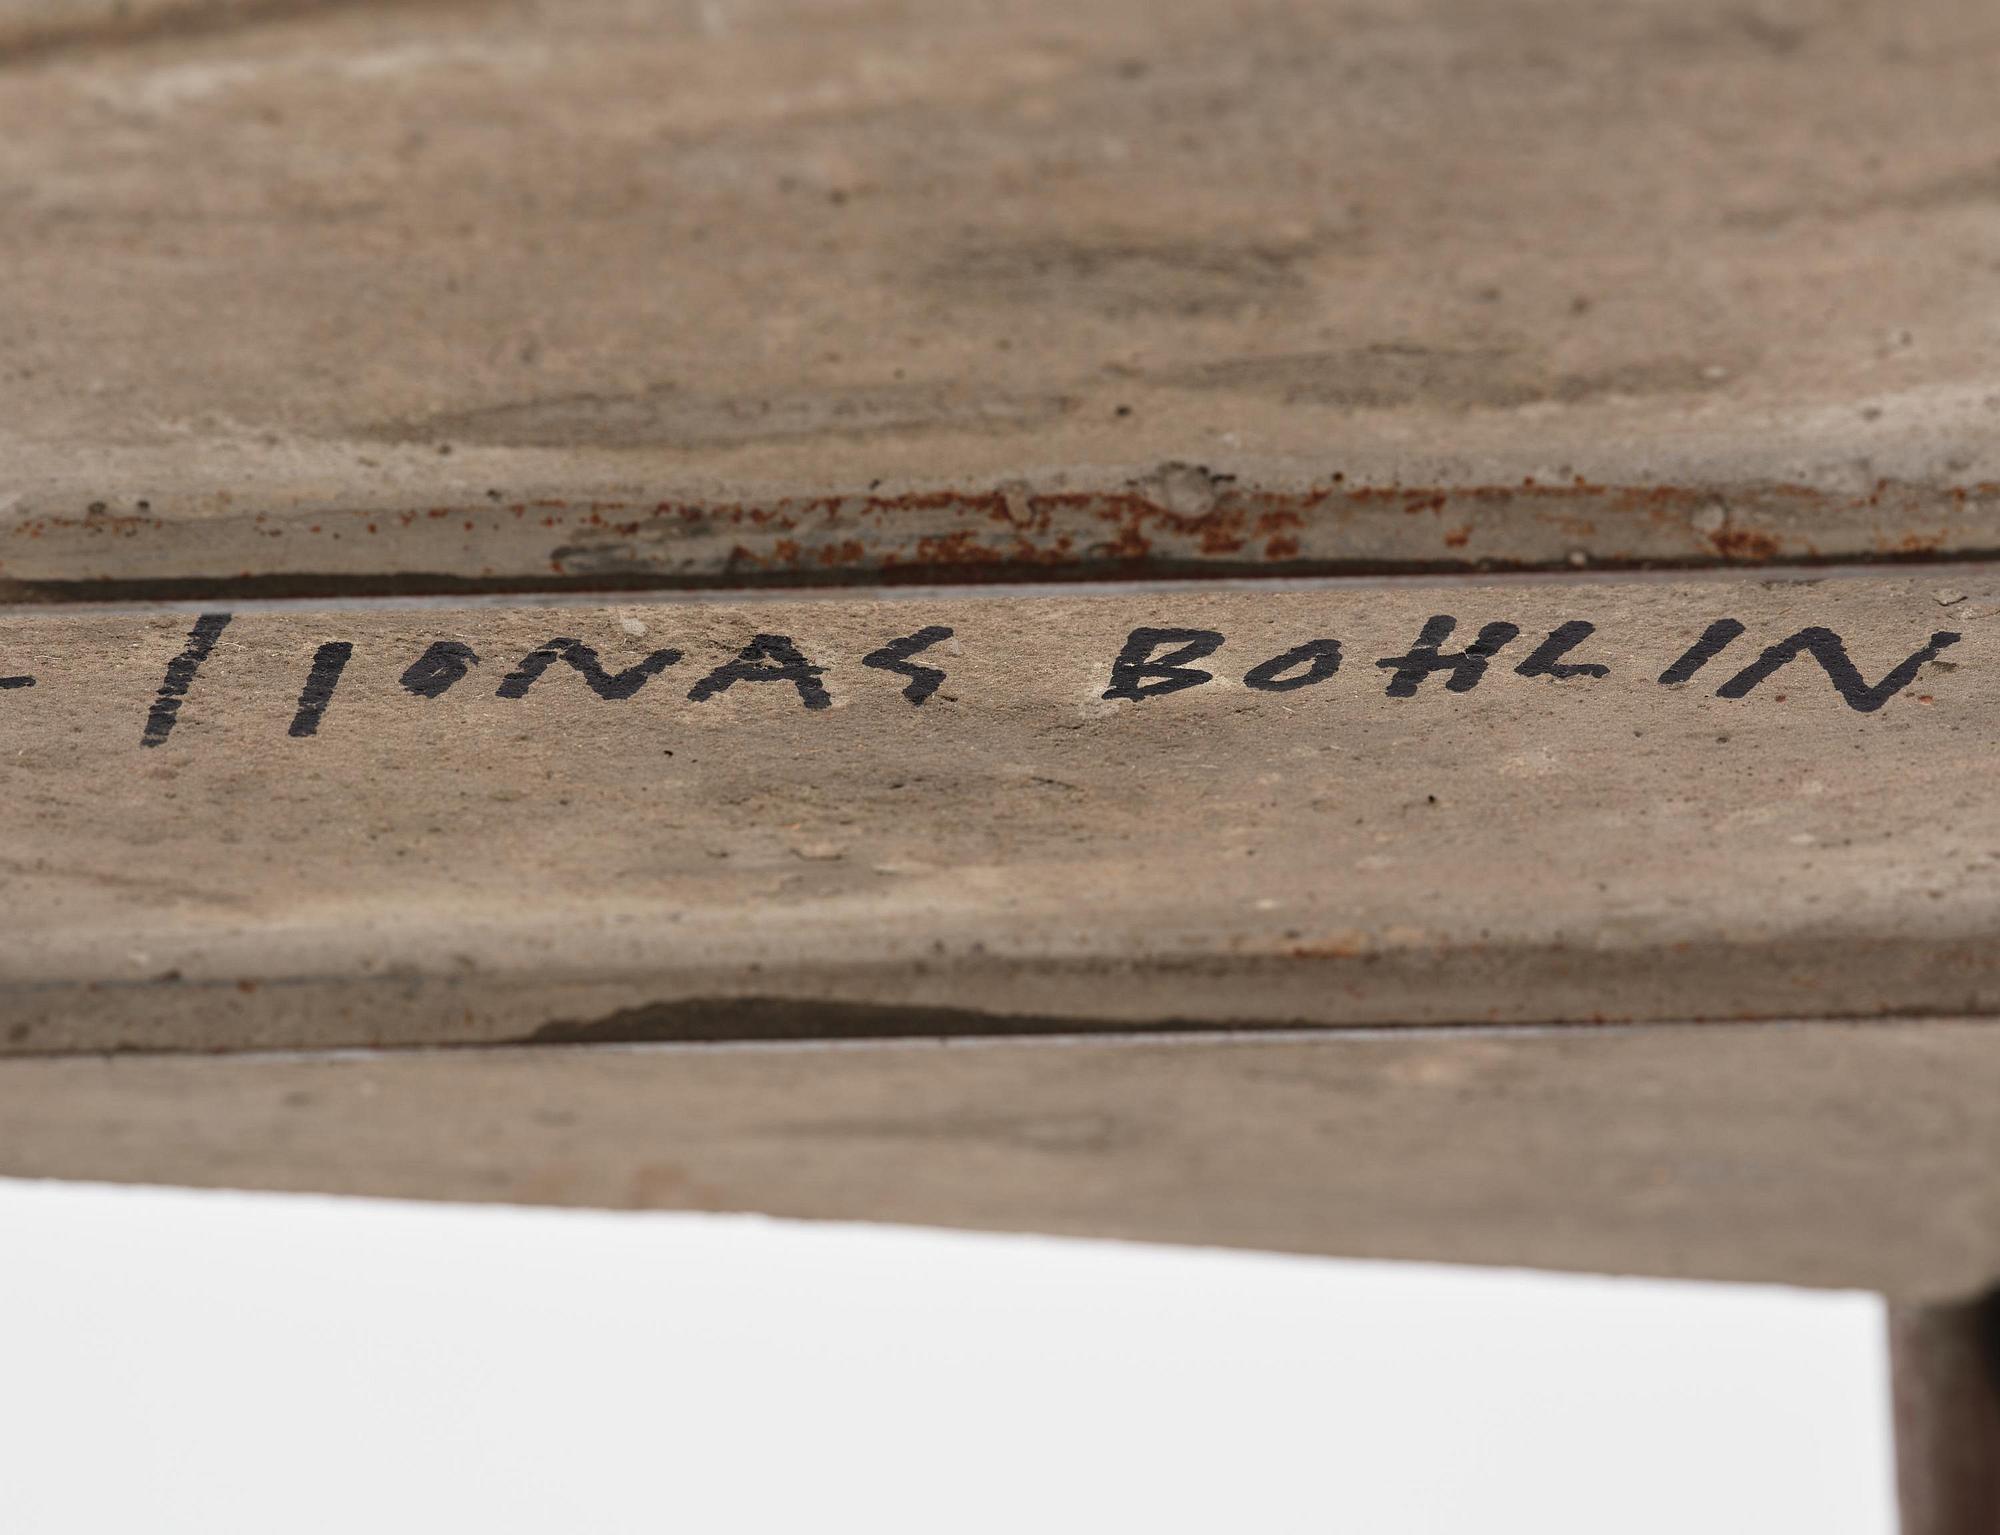 - / JONAS BOHLIN